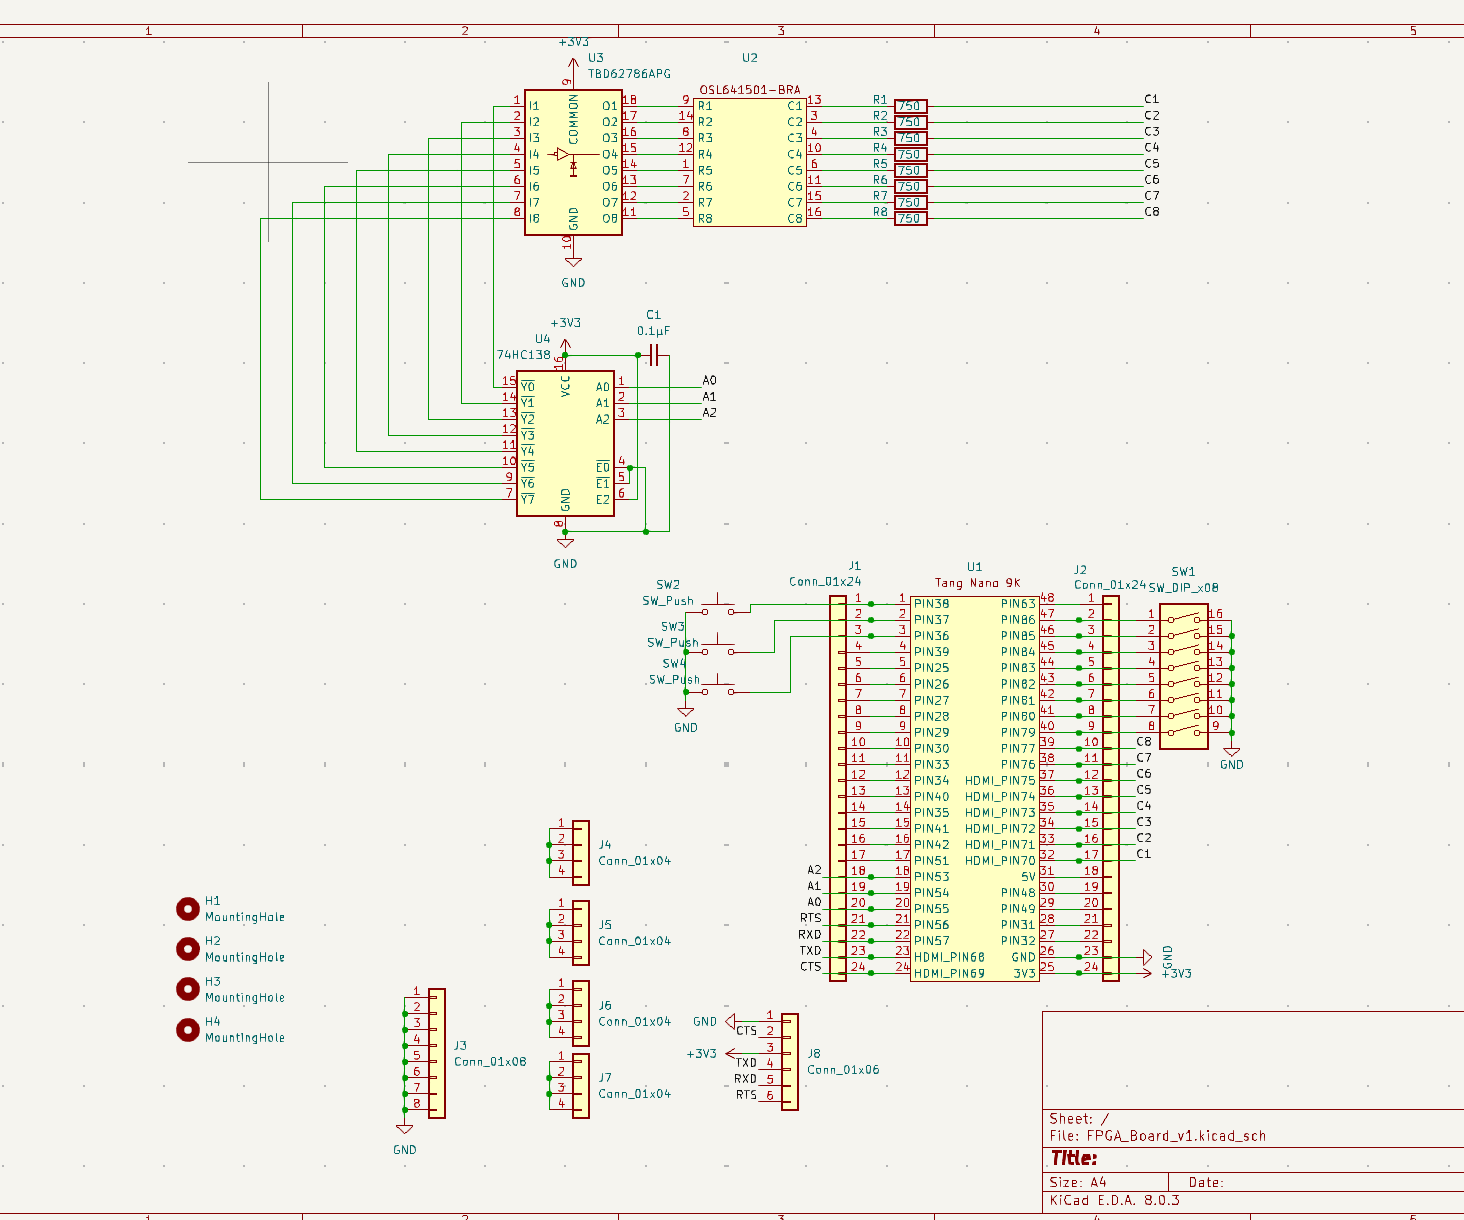 1 2 3 4 5
+3V3
U3
TBD62786APG
9
COMMON
1 I1 O1 18
2 I2 O2 17
3 I3 O3 16
4 I4 O4 15
5 I5 O5 14
6 I6 O6 13
7 I7 O7 12
8 I8 O8 11
GND
10
GND
U2
OSL641501-BRA
9 R1 C1 13
14 R2 C2 3
8 R3 C3 4
12 R4 C4 10
1 R5 C5 6
7 R6 C6 11
2 R7 C7 15
5 R8 C8 16
R1 750 C1
R2 750 C2
R3 750 C3
R4 750 C4
R5 750 C5
R6 750 C6
R7 750 C7
R8 750 C8
+3V3
U4
74HC138
16
VCC
C1
0.1µF
15 Y0 A0 1 A0
14 Y1 A1 2 A1
13 Y2 A2 3 A2
12 Y3
11 Y4
10 Y5 E0 4
9 Y6 E1 5
7 Y7 E2 6
GND
8
GND
SW2
SW_Push
SW3
SW_Push
SW4
SW_Push
GND
J1
Conn_01x24
U1
Tang Nano 9K
J2
Conn_01x24
SW1
SW_DIP_x08
1 1 PIN38 PIN63 48 1
2 2 PIN37 PIN86 47 2 1 16
3 3 PIN36 PIN85 46 3 2 15
4 4 PIN39 PIN84 45 4 3 14
5 5 PIN25 PIN83 44 5 4 13
6 6 PIN26 PIN82 43 6 5 12
7 7 PIN27 PIN81 42 7 6 11
8 8 PIN28 PIN80 41 8 7 10
9 9 PIN29 PIN79 40 9 8 9
10 10 PIN30 PIN77 39 10 C8
11 11 PIN33 PIN76 38 11 C7
12 12 PIN34 HDMI_PIN75 37 12 C6
13 13 PIN40 HDMI_PIN74 36 13 C5
14 14 PIN35 HDMI_PIN73 35 14 C4
15 15 PIN41 HDMI_PIN72 34 15 C3
16 16 PIN42 HDMI_PIN71 33 16 C2
17 17 PIN51 HDMI_PIN70 32 17 C1
A2 18 18 PIN53 5V 31 18
A1 19 19 PIN54 PIN48 30 19
A0 20 20 PIN55 PIN49 29 20
RTS 21 21 PIN56 PIN31 28 21
RXD 22 22 PIN57 PIN32 27 22
TXD 23 23 HDMI_PIN68 GND 26 23 GND
CTS 24 24 HDMI_PIN69 3V3 25 24 +3V3
GND
1
2
3
4
J4
Conn_01x04
1
2
3
4
J5
Conn_01x04
1
2
3
4
J6
Conn_01x04
1
2
3
4
J7
Conn_01x04
H1
MountingHole
H2
MountingHole
H3
MountingHole
H4
MountingHole
1
2
3
4
5
6
7
8
J3
Conn_01x08
GND
GND 1
CTS 2
+3V3 3
TXD 4
RXD 5
RTS 6
J8
Conn_01x06
Sheet: /
File: FPGA_Board_v1.kicad_sch
Title:
Size: A4 Date:
KiCad E.D.A. 8.0.3
1 2 3 4 5